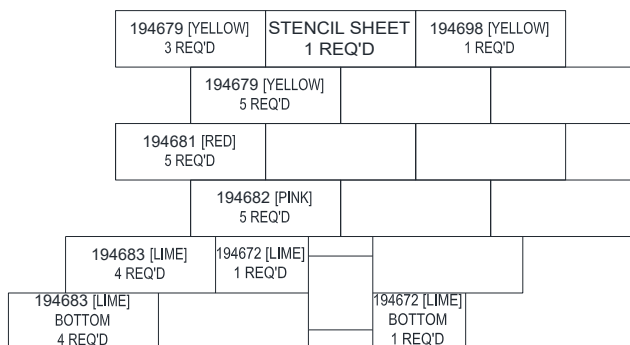 194679 [YELLOW]
3 REQ'D
STENCIL SHEET
1 REQ'D
194698 [YELLOW]
1 REQ'D
194679 [YELLOW]
5 REQ'D
194681 [RED]
5 REQ'D
194682 [PINK]
5 REQ'D
194683 [LIME]
4 REQ'D
194672 [LIME]
1 REQ'D
194683 [LIME]
BOTTOM
4 REQ'D
194672 [LIME]
BOTTOM
1 REQ'D